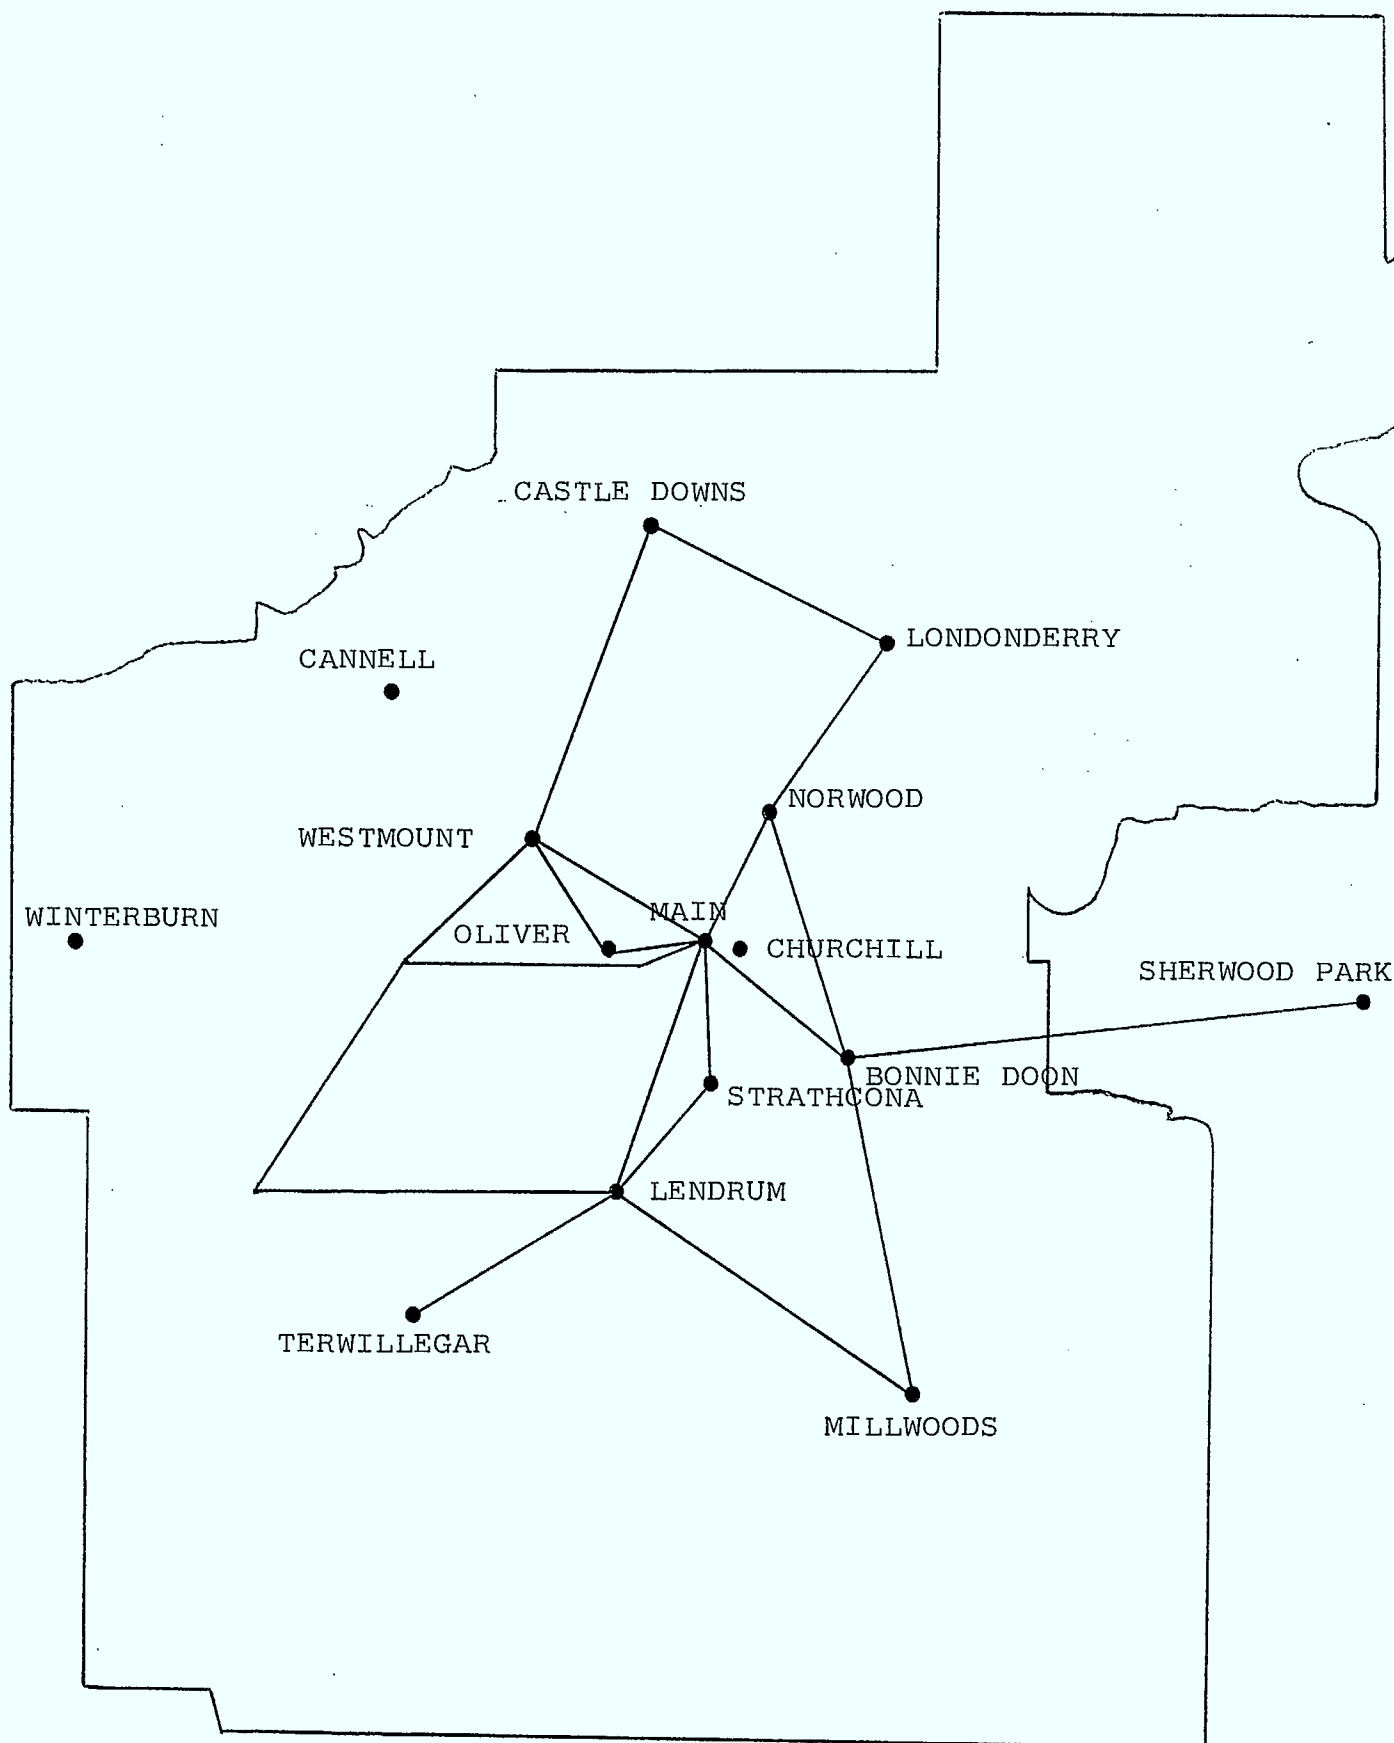 CASTLE DOWNS
LONDONDERRY
CANNELL
NORWOOD
WESTMOUNT
MAIN
WINTERBURN
OLIVER
CHURCHILL
SHERWOOD PARK
BONNIE DOON
STRATHCONA
LENDRUM
TERWILLEGAR
MILLWOODS